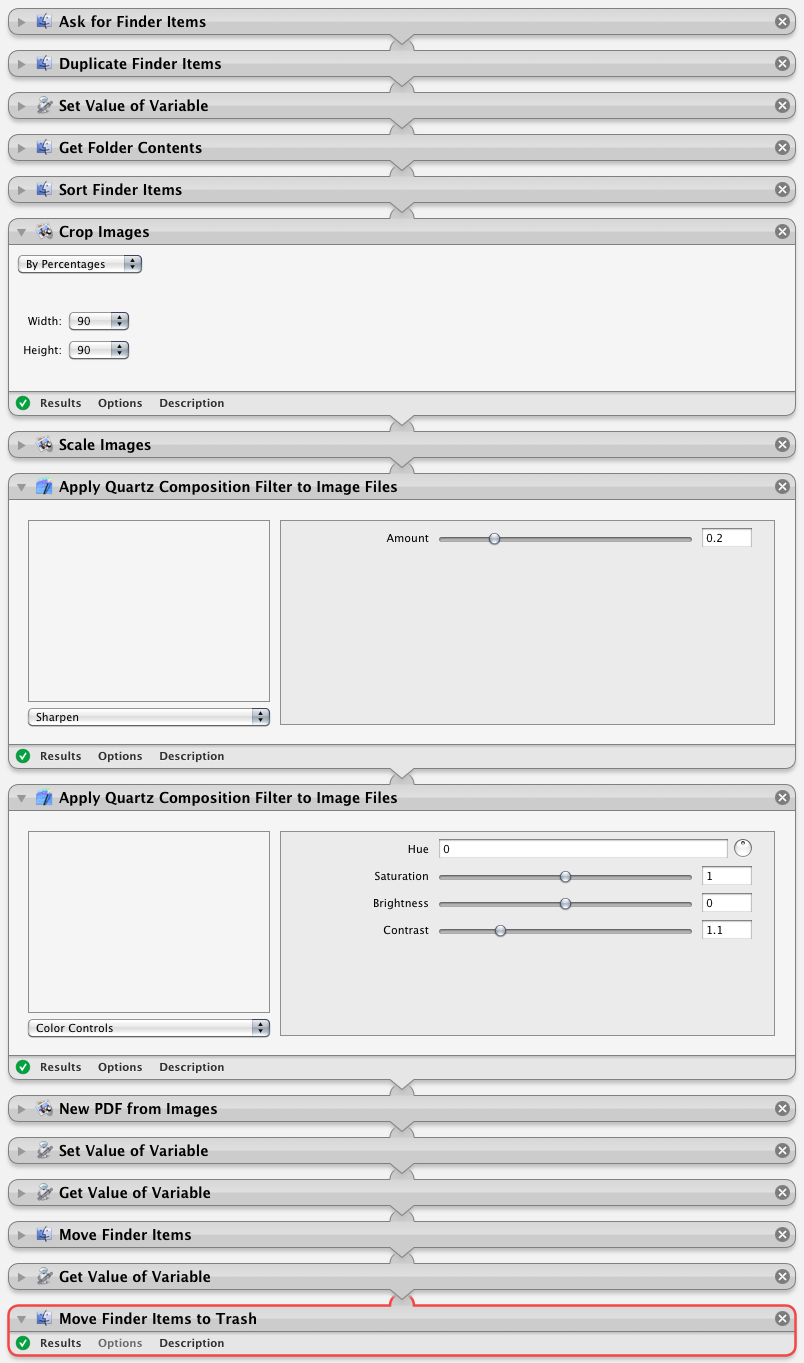 Ask for Finder Items
Duplicate Finder Items
Set Value of Variable
Get Folder Contents
Sort Finder Items
Crop Images
By Percentages
Width: 90
Height: 90
Results Options Description
Scale Images
Apply Quartz Composition Filter to Image Files
Amount 0.2
Sharpen
Results Options Description
Apply Quartz Composition Filter to Image Files
Hue 0
Saturation 1
Brightness 0
Contrast 1.1
Color Controls
Results Options Description
New PDF from Images
Set Value of Variable
Get Value of Variable
Move Finder Items
Get Value of Variable
Move Finder Items to Trash
Results Options Description